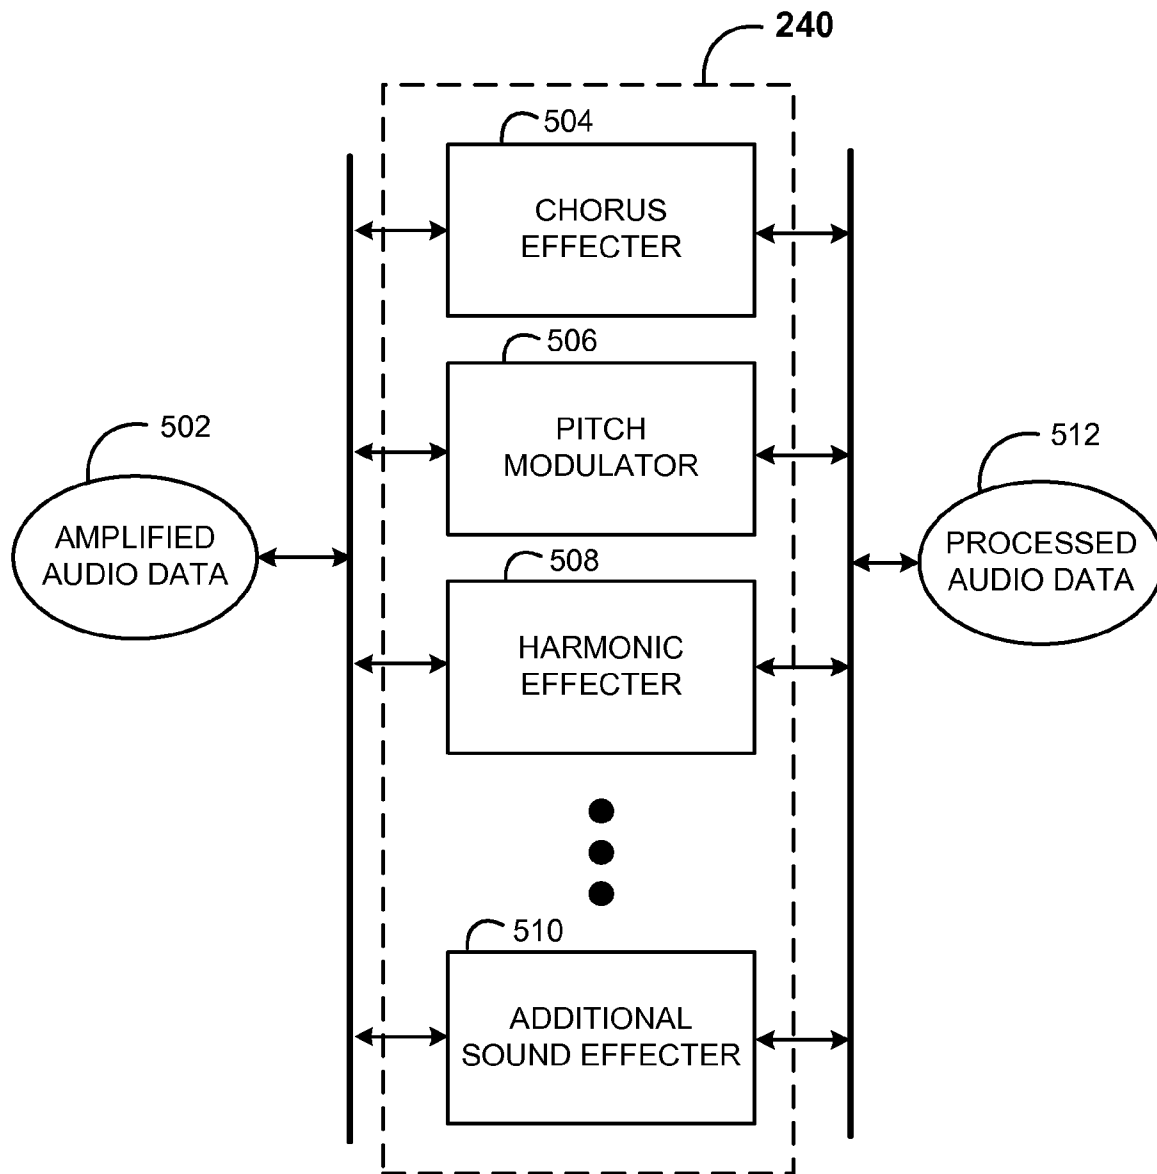 240
504
CHORUS
EFFECTER
506
PITCH
MODULATOR
502
AMPLIFIED
AUDIO DATA
512
PROCESSED
AUDIO DATA
508
HARMONIC
EFFECTER
510
ADDITIONAL
SOUND EFFECTER